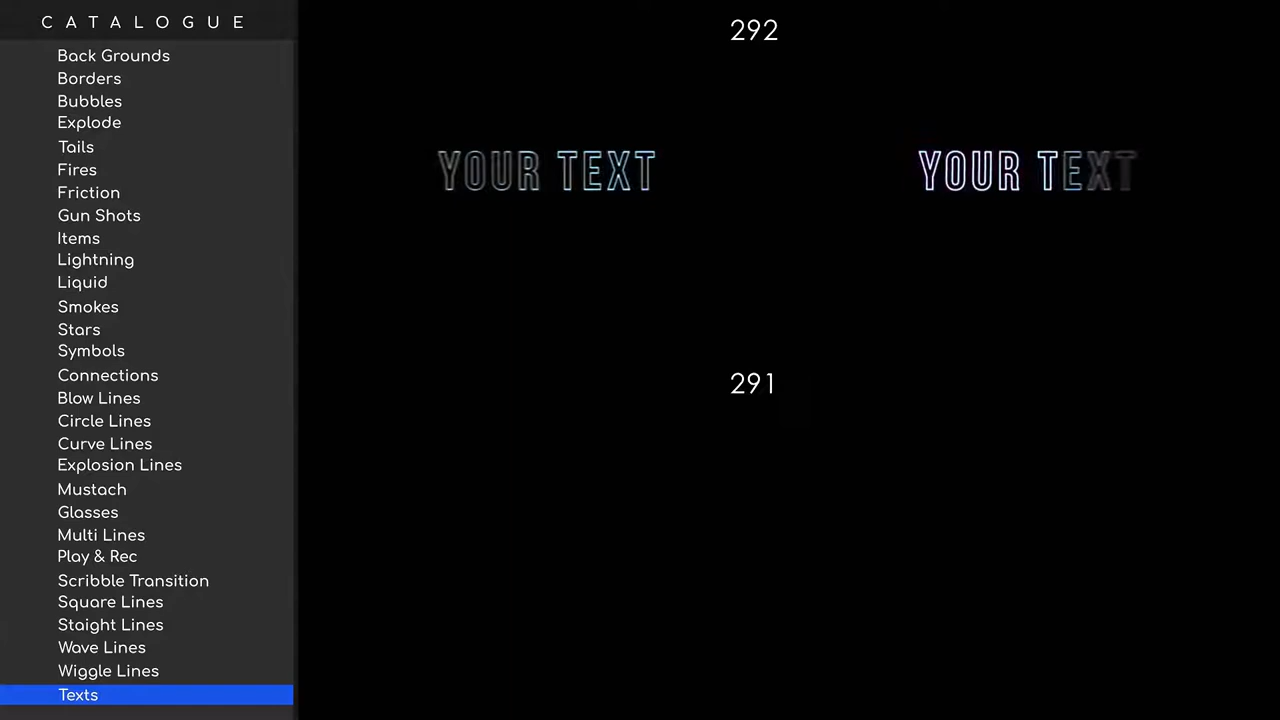 CATALOGUE
Back Grounds
Borders
Bubbles
Explode
Tails
Fires
Friction
Gun Shots
Items
Lightning
Liquid
Smokes
Stars
Symbols
Connections
Blow Lines
Circle Lines
Curve Lines
Explosion Lines
Mustach
Glasses
Multi Lines
Play & Rec
Scribble Transition
Square Lines
Staight Lines
Wave Lines
Wiggle Lines
Texts
292
YOUR TEXT
YOUR TEXT
291